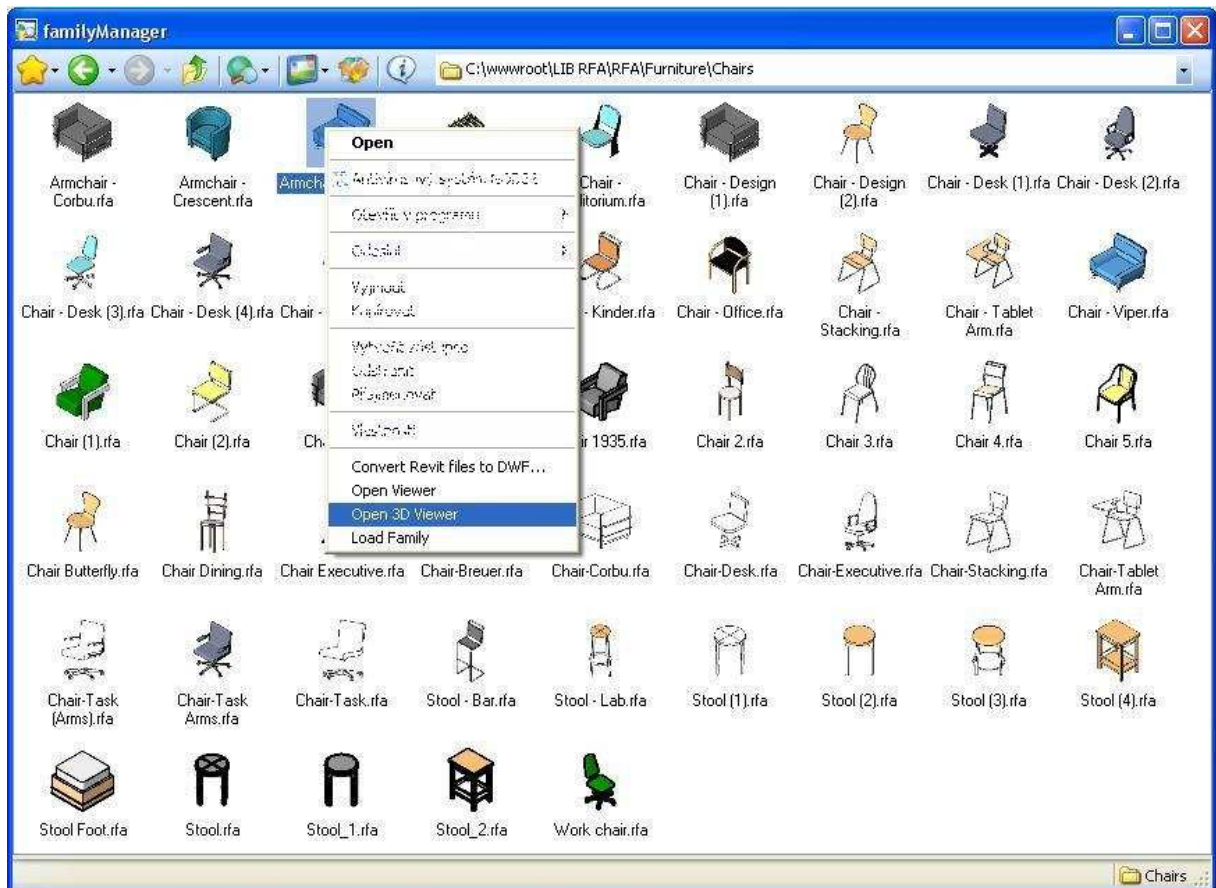 familyManager
C:\wwwroot\LIB RFA\RFA\Furniture\Chairs
Armchair -
Corbu.rfa
Armchair -
Crescent.rfa
Open
Chair -
Chair - Design
(1).rfa
Chair - Design
(2).rfa
Chair - Desk (1).rfa
Chair - Desk (2).rfa
Chair - Desk (3).rfa
Chair - Desk (4).rfa
Chair -
- Kinder.rfa
Chair - Office.rfa
Chair -
Stacking.rfa
Chair - Tablet
Arm.rfa
Chair - Viper.rfa
Vyjmout
Kopírovat
Chair (1).rfa
Chair (2).rfa
1935.rfa
Chair 2.rfa
Chair 3.rfa
Chair 4.rfa
Chair 5.rfa
Convert Revit files to DWF...
Open Viewer
Open 3D Viewer
Load Family
Chair Butterfly.rfa
Chair Dining.rfa
Chair Executive.rfa
Chair-Breuer.rfa
Chair-Corbu.rfa
Chair-Desk.rfa
Chair-Executive.rfa
Chair-Stacking.rfa
Chair-Tablet
Arm.rfa
Chair-Task
(Arms).rfa
Chair-Task
Arms.rfa
Chair-Task.rfa
Stool - Bar.rfa
Stool - Lab.rfa
Stool (1).rfa
Stool (2).rfa
Stool (3).rfa
Stool (4).rfa
Stool Foot.rfa
Stool.rfa
Stool_1.rfa
Stool_2.rfa
Work chair.rfa
Chairs